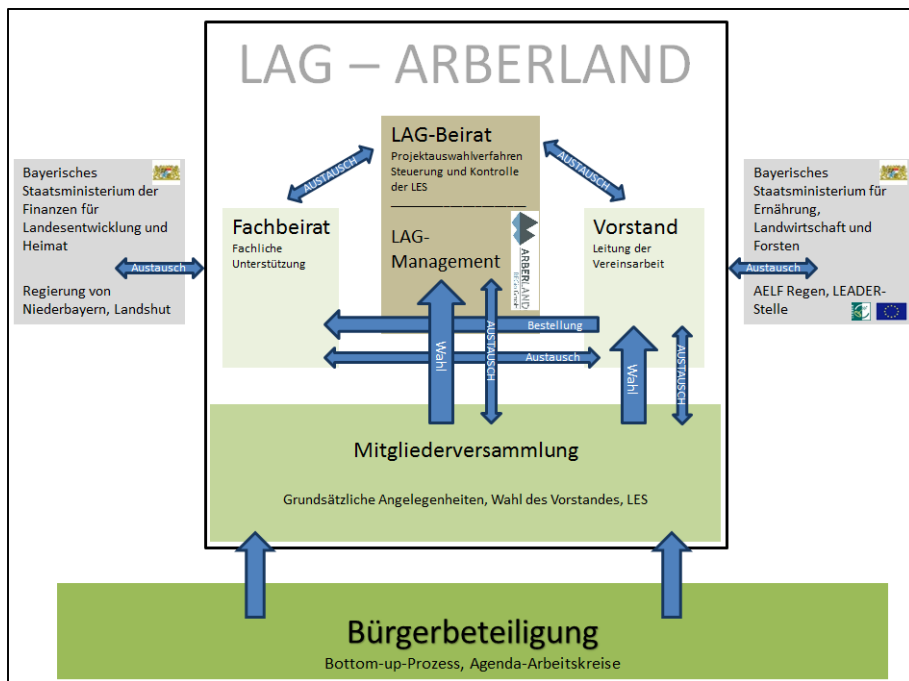 LAG – ARBERLAND
LAG-Beirat
Projektauswahlverfahren
Steuerung und Kontrolle
der LES
LAG-
Management
ARBERLAND
AUSTAUSCH
AUSTAUSCH
Fachbeirat
Fachliche
Unterstützung
Vorstand
Leitung der
Vereinsarbeit
Bayerisches
Staatsministerium der
Finanzen für
Landesentwicklung und
Heimat
Austausch
Regierung von
Niederbayern, Landshut
Bayerisches
Staatsministerium für
Ernährung,
Landwirtschaft und
Forsten
Austausch
AELF Regen, LEADER-
Stelle
Bestellung
Austausch
Wahl
AUSTAUSCH
Wahl
AUSTAUSCH
Mitgliederversammlung
Grundsätzliche Angelegenheiten, Wahl des Vorstandes, LES
Bürgerbeteiligung
Bottom-up-Prozess, Agenda-Arbeitskreise